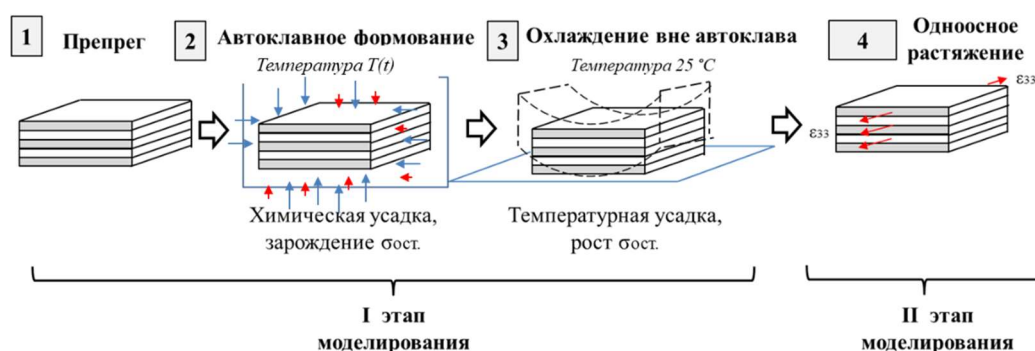 1
Препрег
2
Автоклавное формование
3
Охлаждение вне автоклава
4
Одноосное
растяжение
Температура T(t)
Температура 25 °C
ε33
ε33
Химическая усадка,
зарождение σост.
Температурная усадка,
рост σост.
I этап
моделирования
II этап
моделирования